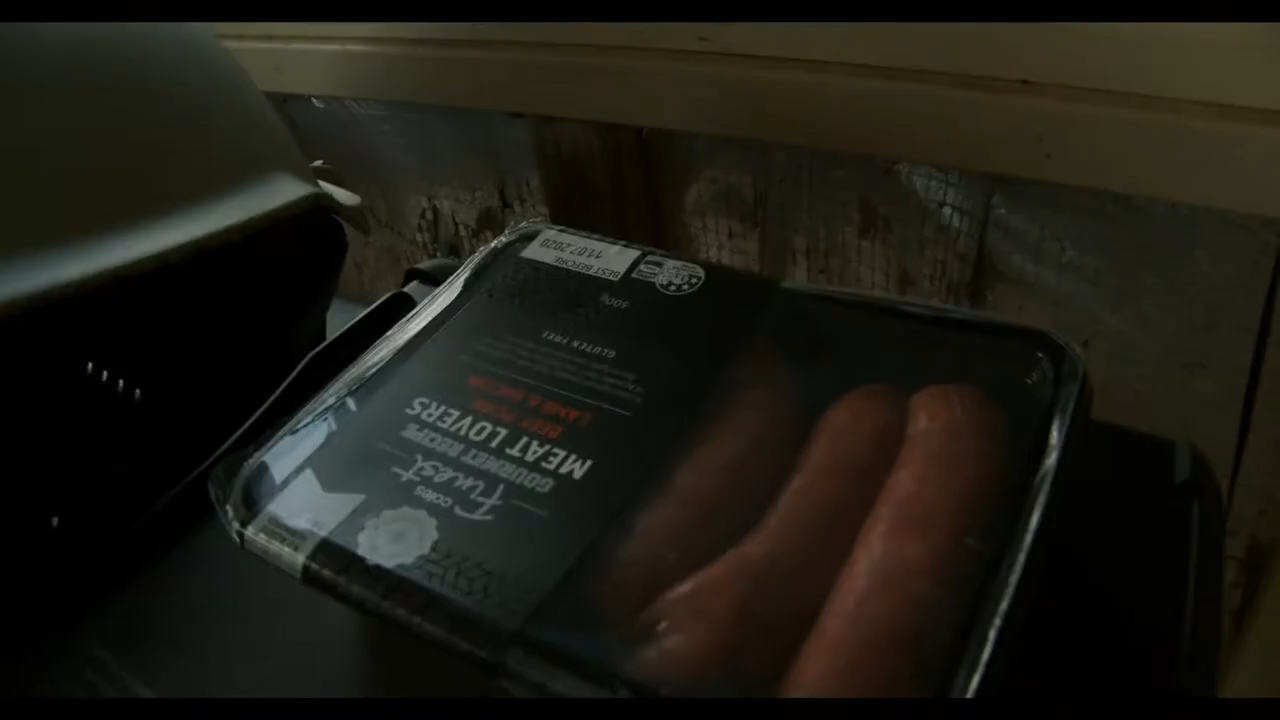 coles
Finest
GOURMET RECIPE
MEAT LOVERS
BEEF, PORK,
LAMB & BACON
GLUTEN FREE
500g
BEST BEFORE:
11.07.2020